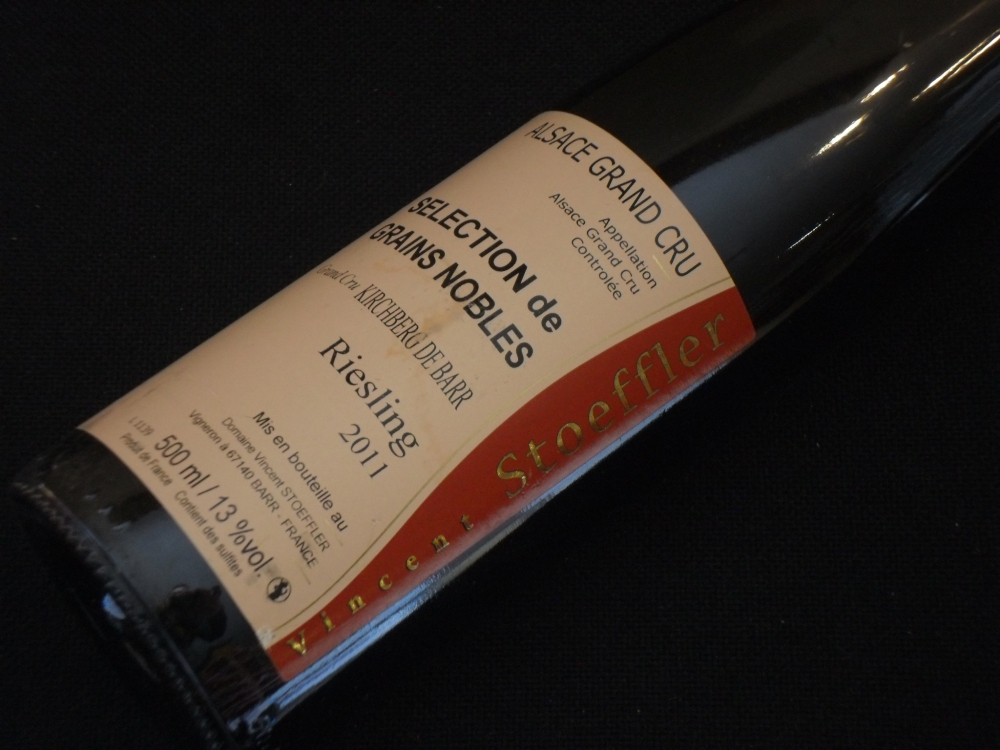 ALSACE GRAND CRU
Appellation
Alsace Grand Cru
Controlée
SELECTION de
GRAINS NOBLES
Grand Cru KIRCHBERG DE BARR
Riesling
2011
Mis en bouteille au
Domaine Vincent STOEFFLER
Vigneron à 67140 BARR - FRANCE
L1139 500 ml / 13 %vol.
Produit de France Contient des sulfites
Vincent Stoeffler